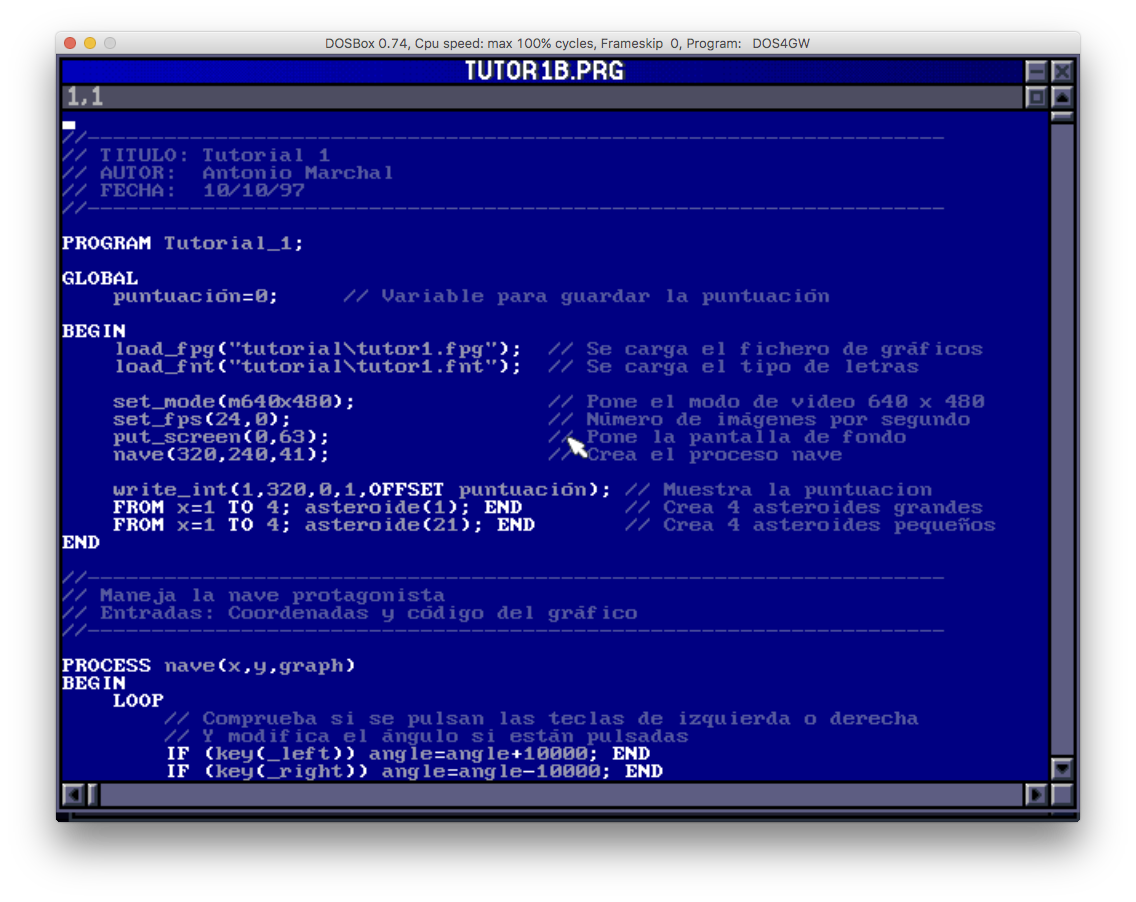 DOSBox 0.74, Cpu speed: max 100% cycles, Frameskip 0, Program: DOS4GW
TUTOR1B.PRG
1,1
//-------------------------------------------------------------------
// TITULO: Tutorial 1
// AUTOR:  Antonio Marchal
// FECHA:  10/10/97
//-------------------------------------------------------------------
PROGRAM Tutorial_1;
GLOBAL
    puntuación=0;     // Variable para guardar la puntuación
BEGIN
    load_fpg("tutorial\tutor1.fpg");  // Se carga el fichero de gráficos
    load_fnt("tutorial\tutor1.fnt");  // Se carga el tipo de letras
    set_mode(m640x480);               // Pone el modo de video 640 x 480
    set_fps(24,0);                    // Número de imágenes por segundo
    put_screen(0,63);                 // Pone la pantalla de fondo
    nave(320,240,41);                 // Crea el proceso nave
    write_int(1,320,0,1,OFFSET puntuación); // Muestra la puntuacion
    FROM x=1 TO 4; asteroide(1); END        // Crea 4 asteroides grandes
    FROM x=1 TO 4; asteroide(21); END       // Crea 4 asteroides pequeños
END
//-------------------------------------------------------------------
// Maneja la nave protagonista
// Entradas: Coordenadas y código del gráfico
//-------------------------------------------------------------------
PROCESS nave(x,y,graph)
BEGIN
    LOOP
        // Comprueba si se pulsan las teclas de izquierda o derecha
        // Y modifica el ángulo si están pulsadas
        IF (key(_left)) angle=angle+10000; END
        IF (key(_right)) angle=angle-10000; END